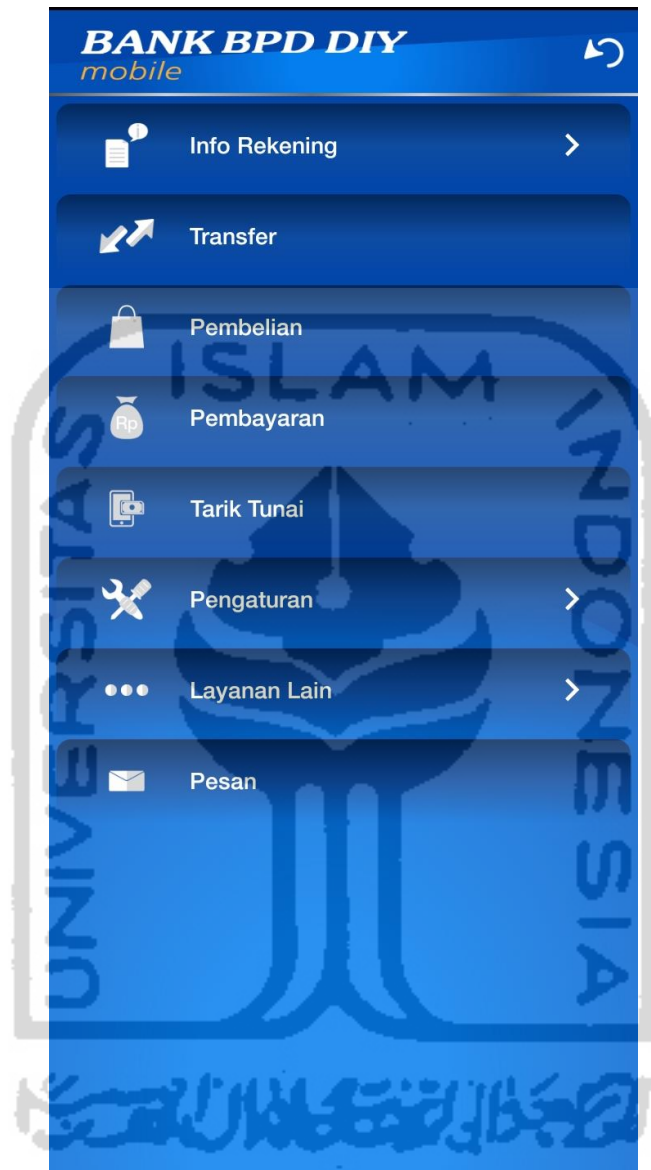 BANK BPD DIY
mobile
Info Rekening
Transfer
Pembelian
Rp
Pembayaran
Tarik Tunai
Pengaturan
Layanan Lain
Pesan
UNIVERSITAS
ISLAM
INDONESIA